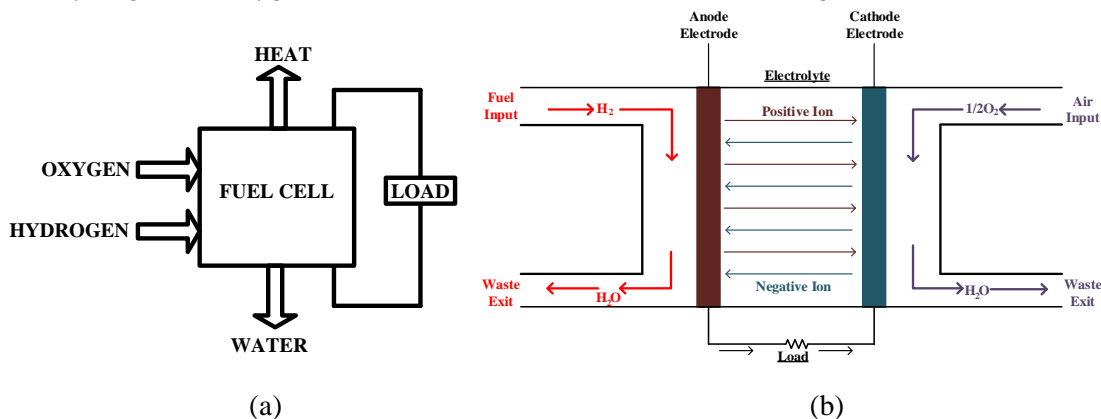 HEAT
OXYGEN
FUEL CELL
LOAD
HYDROGEN
WATER
(a)
Anode
Electrode
Cathode
Electrode
Electrolyte
Fuel
Input
H₂
Positive Ion
1/2O₂
Air
Input
Waste
Exit
H₂O
Negative Ion
H₂O
Waste
Exit
Load
(b)